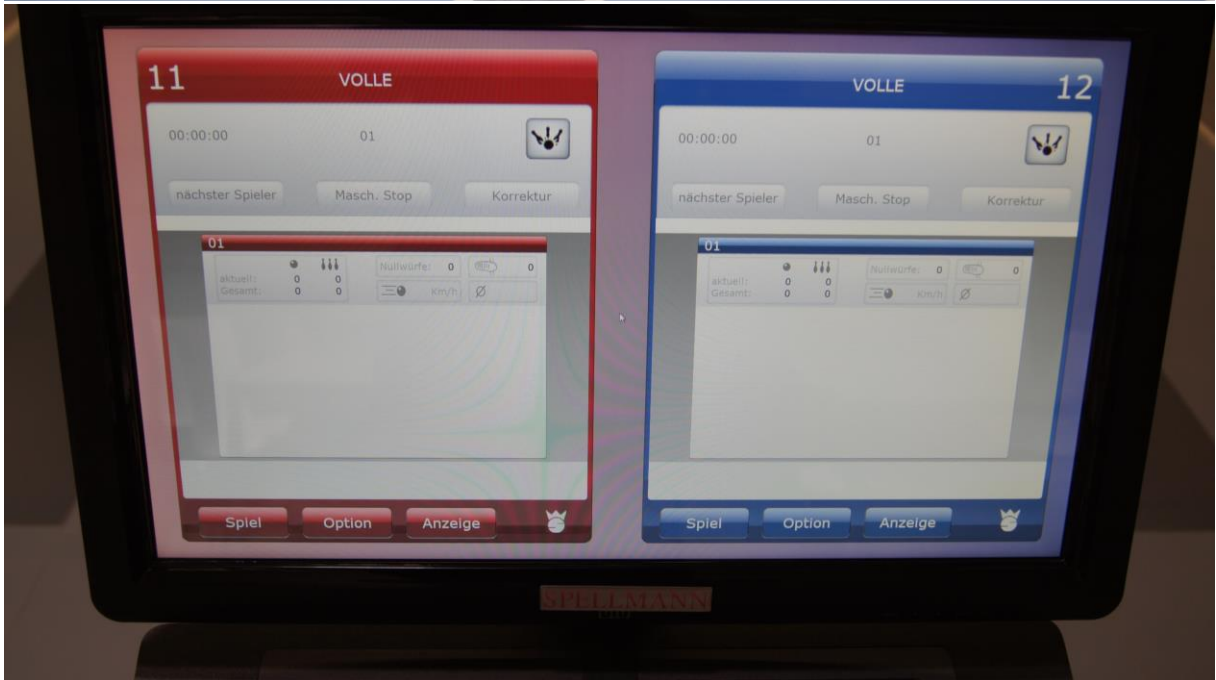 11 VOLLE
00:00:00 01
nächster Spieler Masch. Stop Korrektur
01
Nullwürfe: 0 0
aktuell: 0 0
Gesamt: 0 0 Km/h Ø
Spiel Option Anzeige
VOLLE 12
00:00:00 01
nächster Spieler Masch. Stop Korrektur
01
Nullwürfe: 0 0
aktuell: 0 0
Gesamt: 0 0 Km/h Ø
Spiel Option Anzeige
SPELLMANN